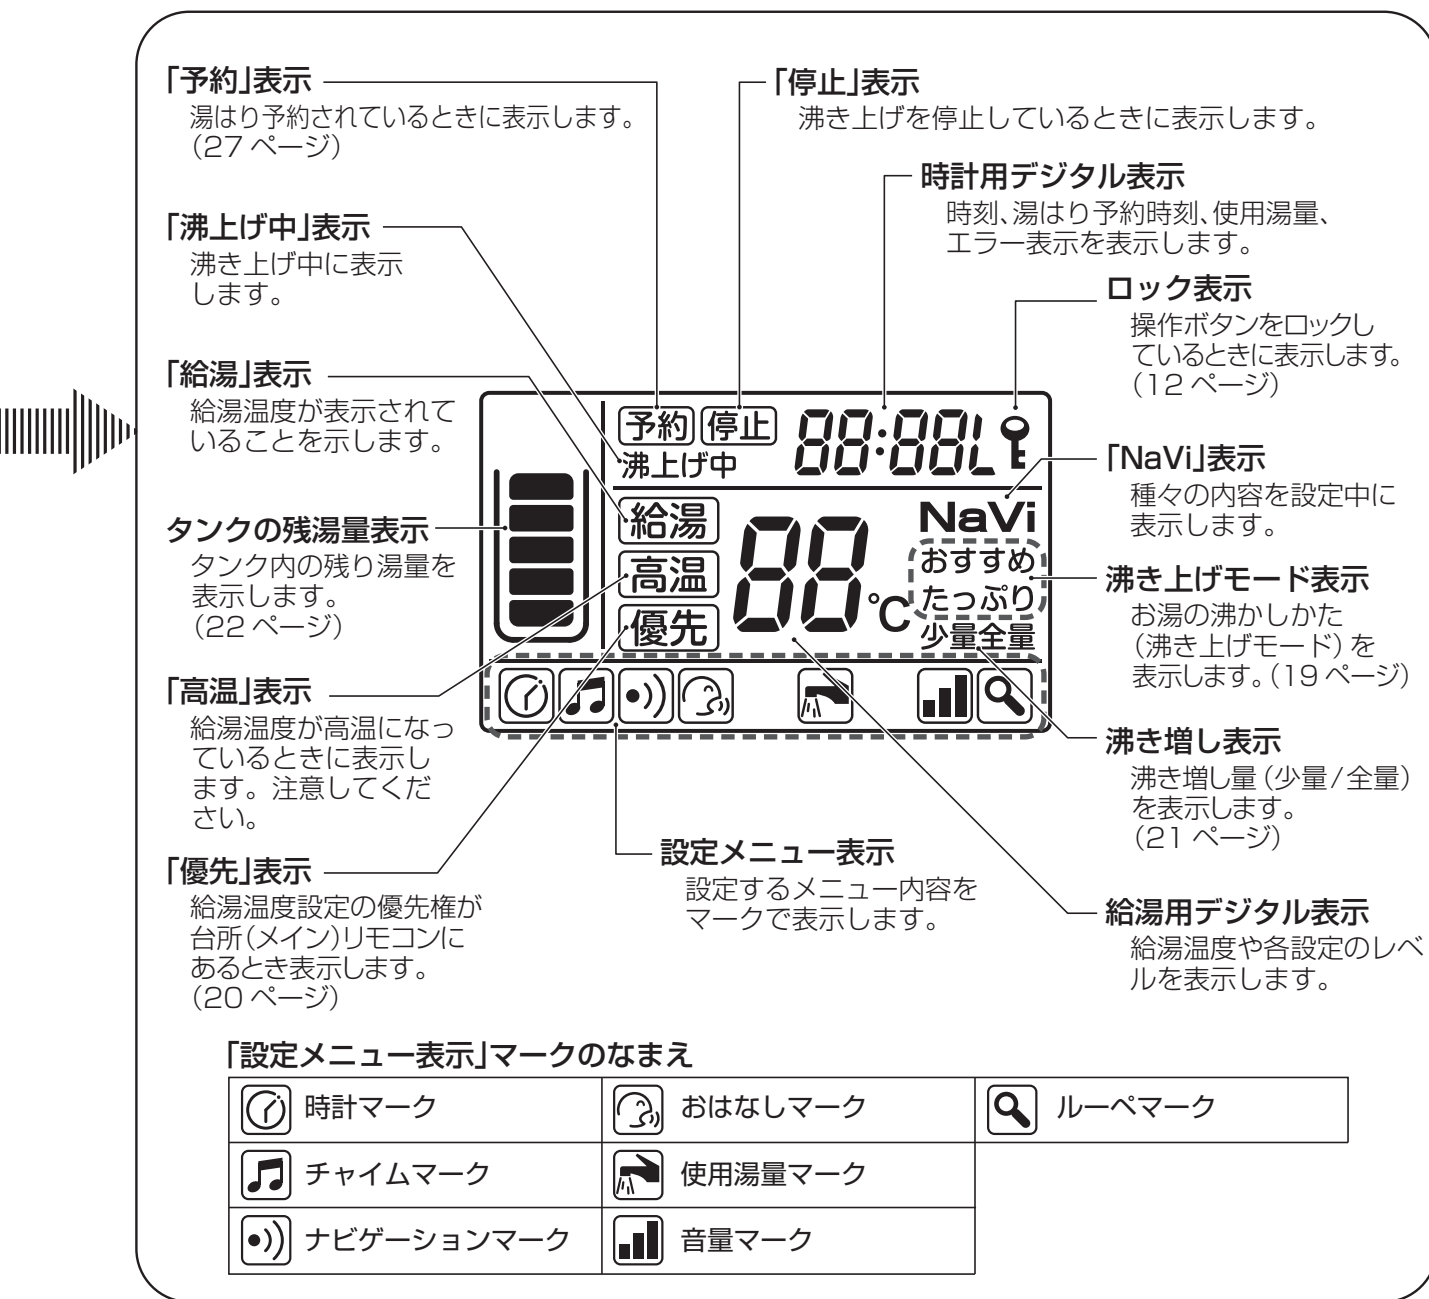 「予約」表示
湯はり予約されているときに表示します。
(27 ページ)
「沸上げ中」表示
沸き上げ中に表示
します。
「給湯」表示
給湯温度が表示されて
いることを示します。
タンクの残湯量表示
タンク内の残り湯量を
表示します。
(22 ページ)
「高温」表示
給湯温度が高温になっ
ているときに表示し
ます。注意してくだ
さい。
「優先」表示
給湯温度設定の優先権が
台所(メイン)リモコンに
あるとき表示します。
(20 ページ)
「停止」表示
沸き上げを停止しているときに表示します。
時計用デジタル表示
時刻、湯はり予約時刻、使用湯量、
エラー表示を表示します。
ロック表示
操作ボタンをロックし
ているときに表示します。
(12 ページ)
「NaVi」表示
種々の内容を設定中に
表示します。
沸き上げモード表示
お湯の沸かしかた
(沸き上げモード)を
表示します。(19 ページ)
沸き増し表示
沸き増し量(少量/全量)
を表示します。
(21 ページ)
給湯用デジタル表示
給湯温度や各設定のレベ
ルを表示します。
設定メニュー表示
設定するメニュー内容を
マークで表示します。
予約 停止 88:88L
沸上げ中
給湯 NaVi
高温 88℃ おすすめ
たっぷり
優先 少量全量
「設定メニュー表示」マークのなまえ
時計マーク おはなしマーク ルーペマーク
チャイムマーク 使用湯量マーク
ナビゲーションマーク 音量マーク